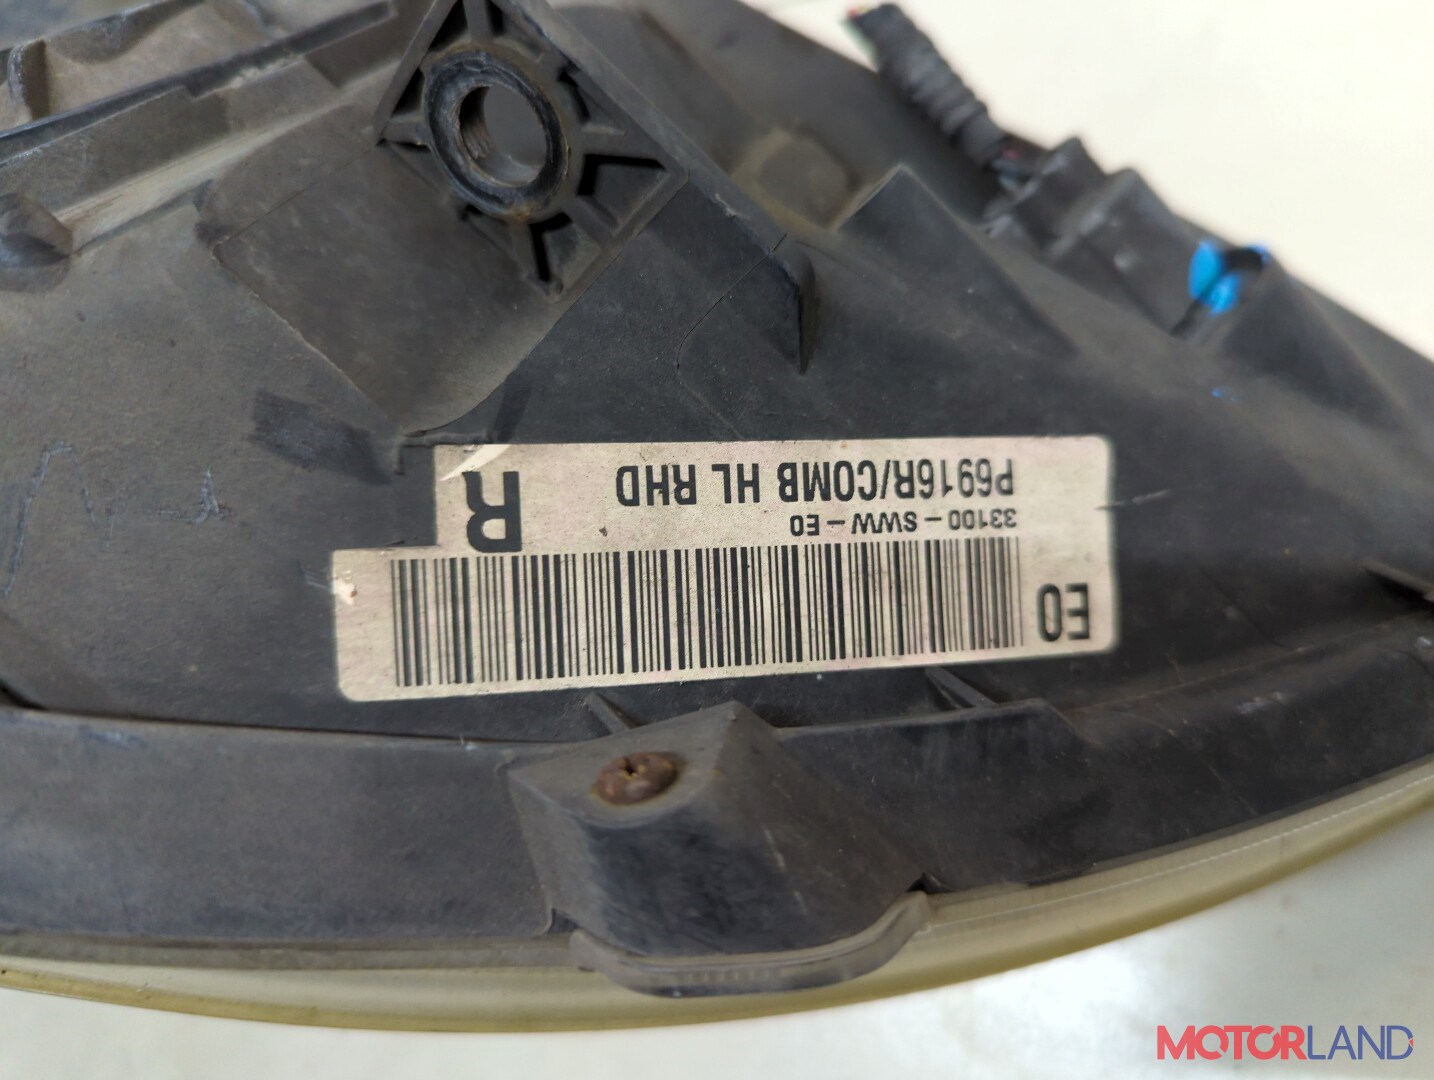 E0
33100-SWW-E0
P6916R/COMB HL RHD
R
MOTORLAND